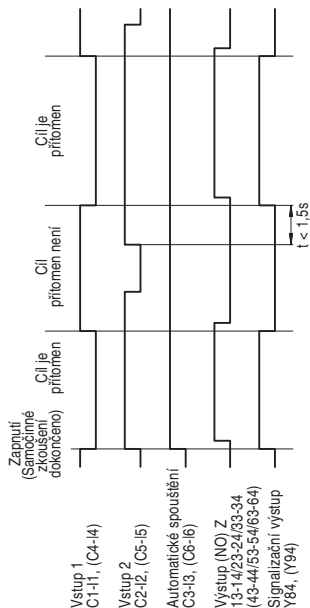 Zapnutí
(Samočinné
zkoušení
dokončeno)
Cíl je
přítomen
Cíl
přítomen není
Cíl je
přítomen
Vstup 1
C1-I1, (C4-I4)
Vstup 2
C2-I2, (C5-I5)
Automatické spouštění
C3-I3, (C6-I6)
Výstup (NO) Z
13-14/23-24/33-34
(43-44/53-54/63-64)
Signalizační výstup
Y84, (Y94)
t < 1,5s